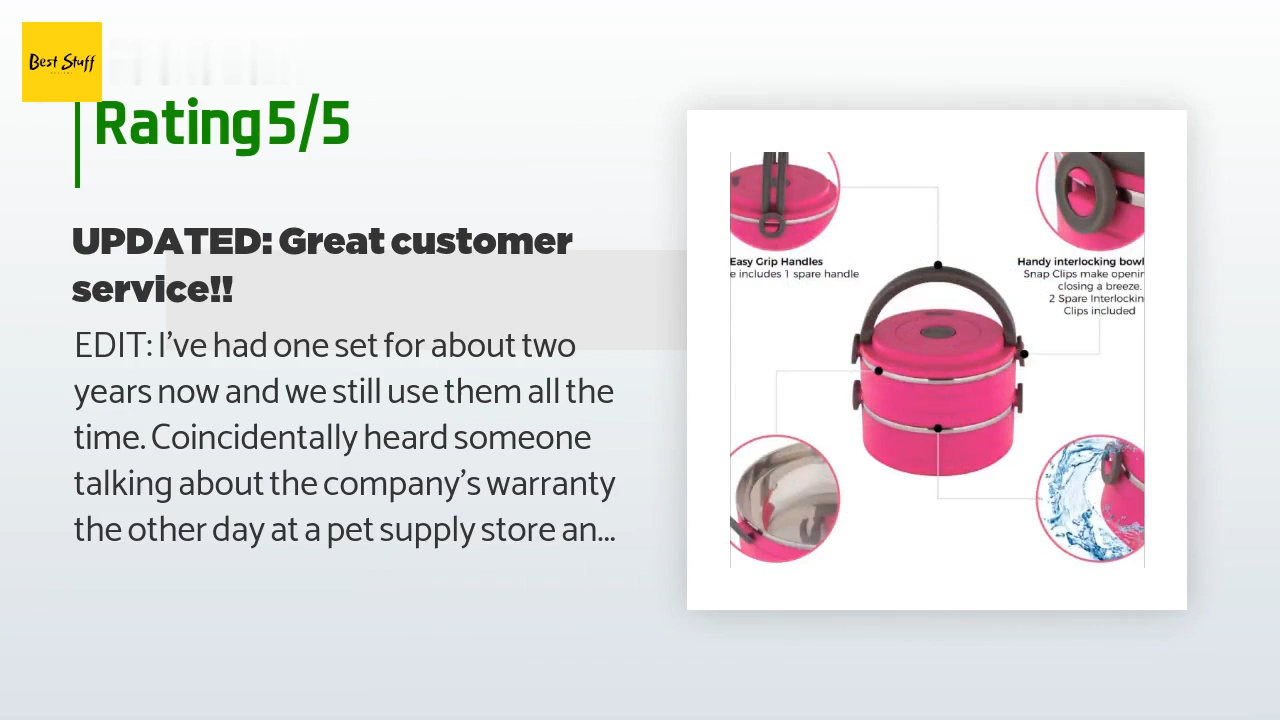 Best Stuff
Rating 5/5
UPDATED: Great customer
service!!
EDIT: I've had one set for about two
years now and we still use them all the
time. Coincidentally heard someone
talking about the company's warranty
the other day at a pet supply store an...
Easy Grip Handles
e includes 1 spare handle
Handy interlocking bowl
Snap Clips make openin
closing a breeze.
2 Spare Interlockin
Clips included